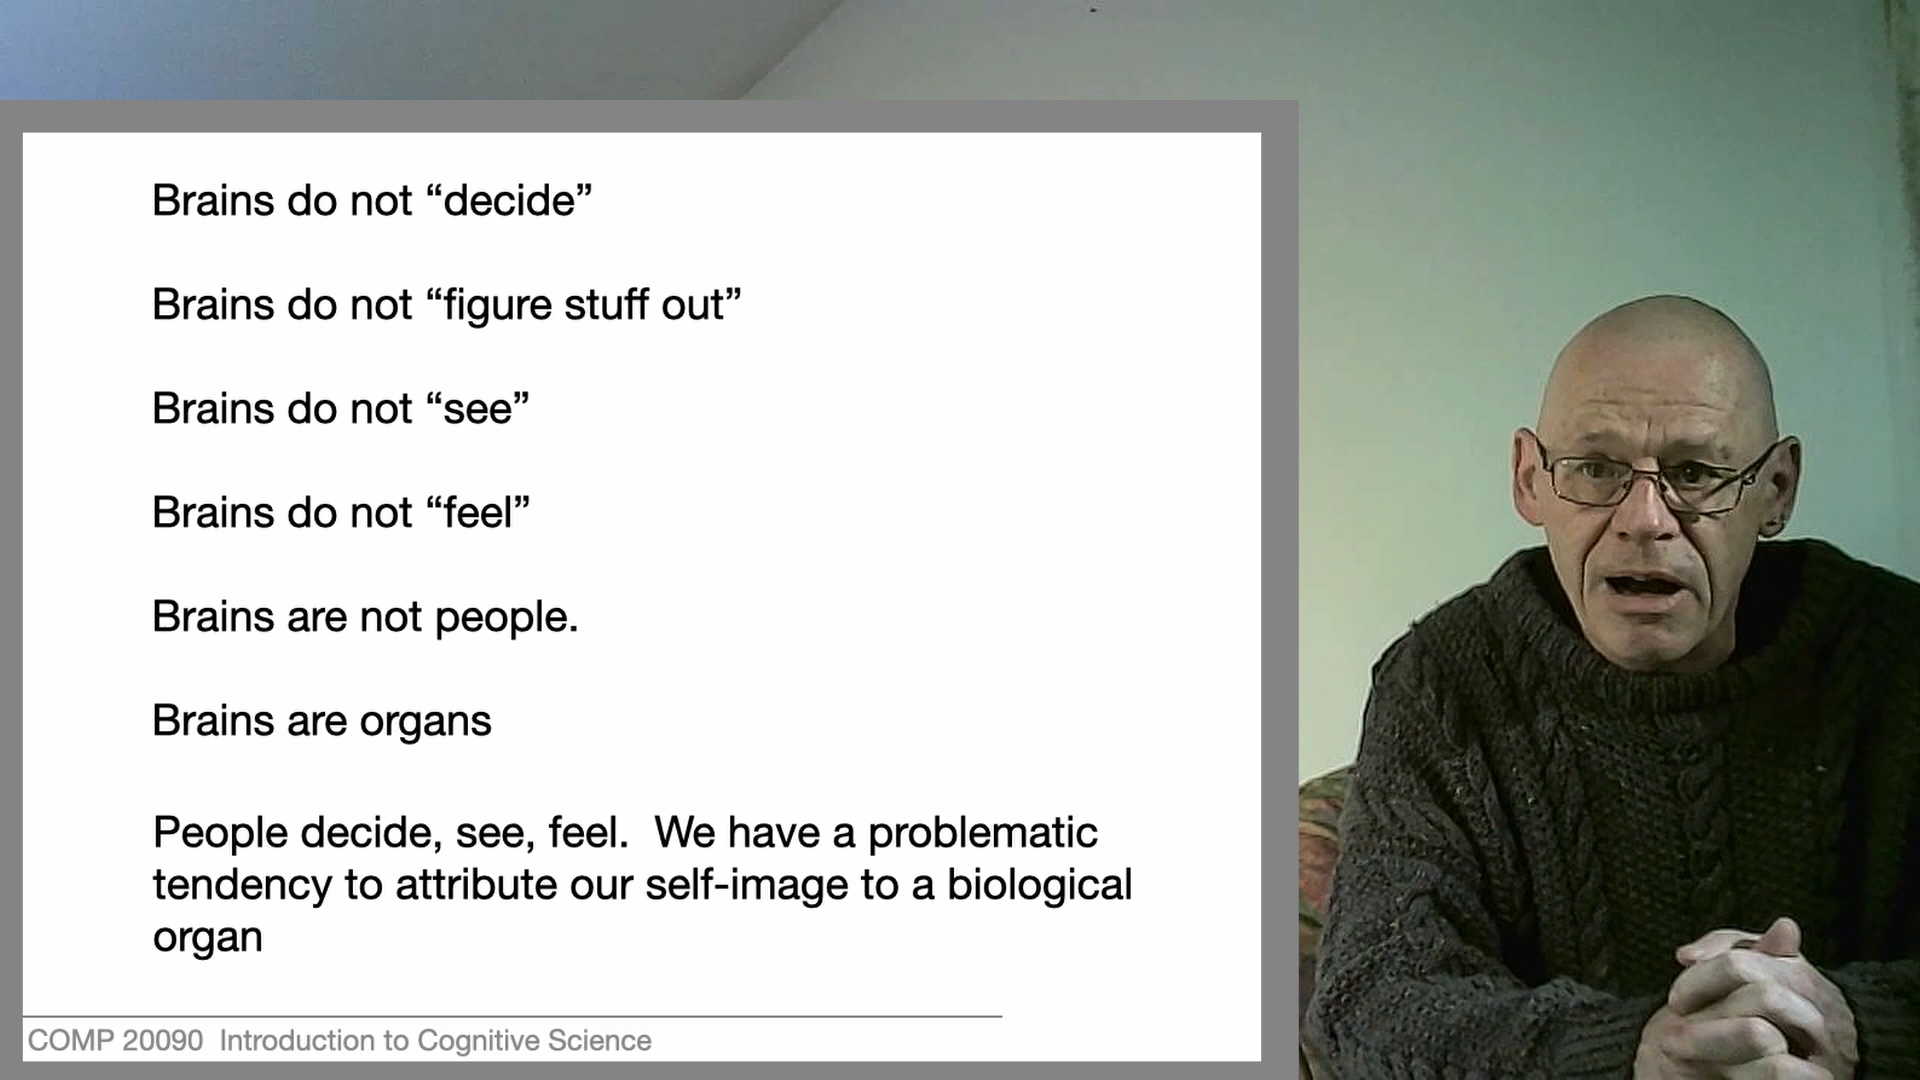 Brains do not “decide”
Brains do not “figure stuff out”
Brains do not “see”
Brains do not “feel”
Brains are not people.
Brains are organs
People decide, see, feel.  We have a problematic
tendency to attribute our self-image to a biological
organ
COMP 20090  Introduction to Cognitive Science